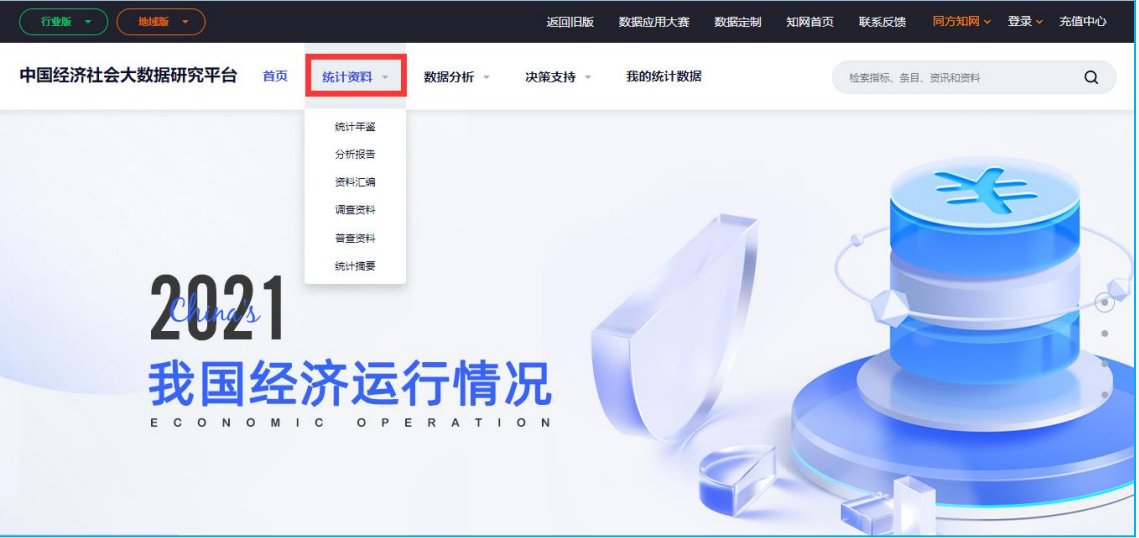 行业版 地域版 返回旧版 数据应用大赛 数据定制 知网首页 联系反馈 同方知网 登录 充值中心
中国经济社会大数据研究平台 首页 统计资料 数据分析 决策支持 我的统计数据 检索指标、条目、资讯和资料
统计年鉴
分析报告
资料汇编
调查资料
普查资料
统计摘要
2021
China's
我国经济运行情况
ECONOMIC OPERATION